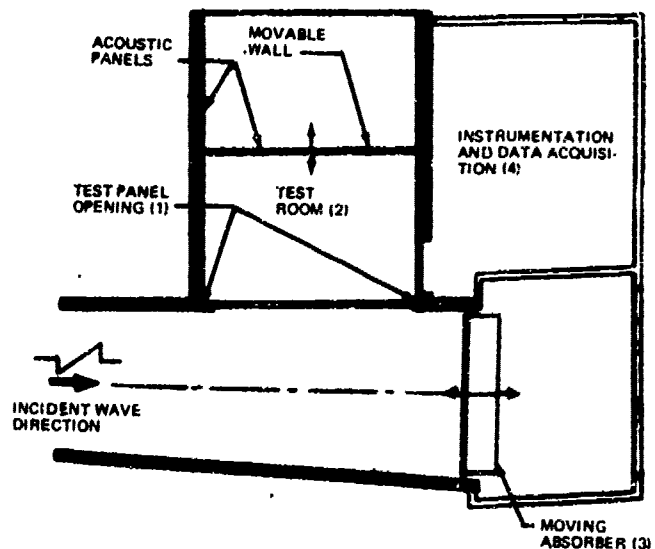 ACOUSTIC
PANELS
MOVABLE
WALL
INSTRUMENTATION
AND DATA ACQUISI-
TION (4)
TEST PANEL
OPENING (1)
TEST
ROOM (2)
INCIDENT WAVE
DIRECTION
MOVING
ABSORBER (3)